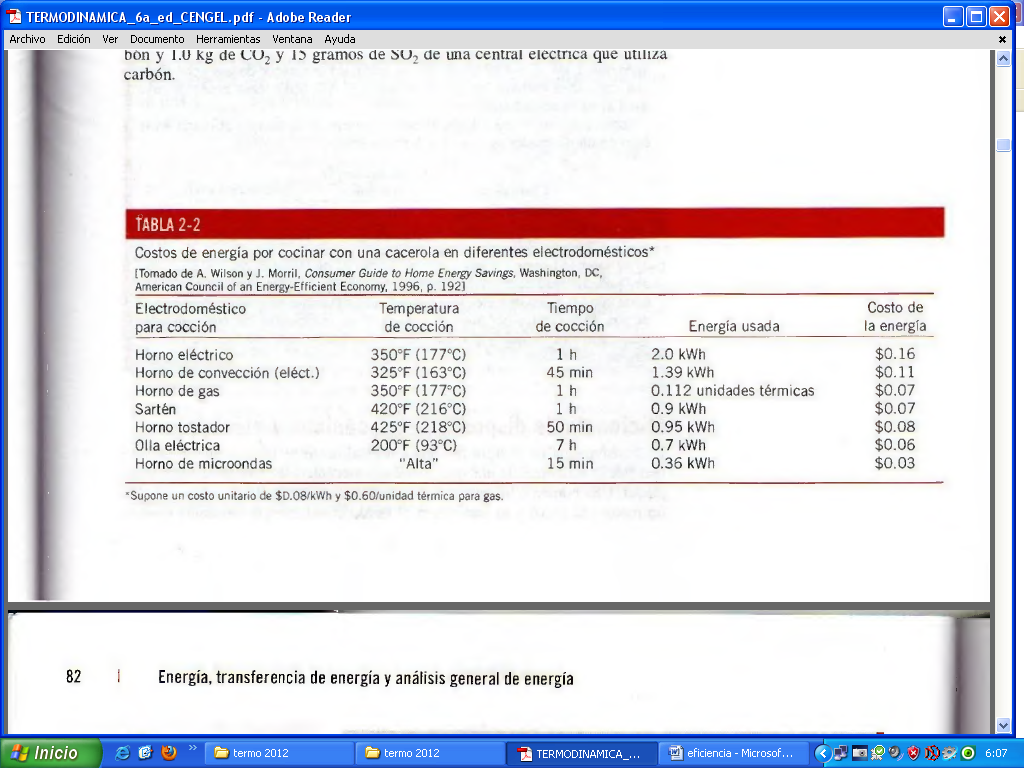 TERMODINAMICA_6a_ed_CENGEL.pdf - Adobe Reader
Archivo Edición Ver Documento Herramientas Ventana Ayuda
bón y 1.0 kg de CO₂ y 15 gramos de SO₂ de una central eléctrica que utiliza
carbón.
TABLA 2-2
Costos de energía por cocinar con una cacerola en diferentes electrodomésticos*
[Tomado de A. Wilson y J. Morril, Consumer Guide to Home Energy Savings, Washington, DC,
American Council of an Energy-Efficient Economy, 1996, p. 192]
Electrodoméstico Temperatura Tiempo Costo de
para cocción de cocción de cocción Energía usada la energía
Horno eléctrico 350°F (177°C) 1 h 2.0 kWh $0.16
Horno de convección (eléct.) 325°F (163°C) 45 min 1.39 kWh $0.11
Horno de gas 350°F (177°C) 1 h 0.112 unidades térmicas $0.07
Sartén 420°F (216°C) 1 h 0.9 kWh $0.07
Horno tostador 425°F (218°C) 50 min 0.95 kWh $0.08
Olla eléctrica 200°F (93°C) 7 h 0.7 kWh $0.06
Horno de microondas "Alta" 15 min 0.36 kWh $0.03
*Supone un costo unitario de $0.08/kWh y $0.60/unidad térmica para gas.
82 | Energía, transferencia de energía y análisis general de energía
Inicio » termo 2012 termo 2012 TERMODINAMICA_... eficiencia - Microsof... 6:07